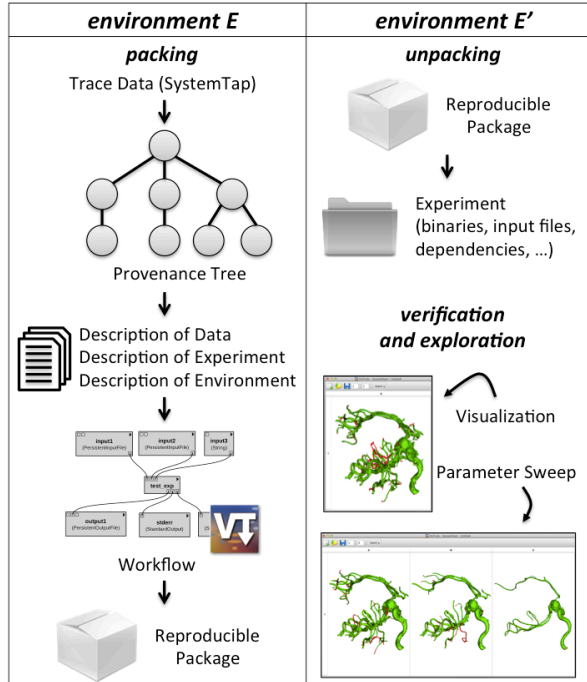 environment E
packing
Trace Data (SystemTap)
Provenance Tree
Description of Data
Description of Experiment
Description of Environment
input1
(PersistentInputFile)
input2
(PersistentInputFile)
input3
(String)
test_exp
output1
(PersistentOutputFile)
stderr
(StandardOutput)
VT
Workflow
Reproducible
Package
environment E’
unpacking
Reproducible
Package
Experiment
(binaries, input files,
dependencies, …)
verification
and exploration
Visualization
Parameter Sweep